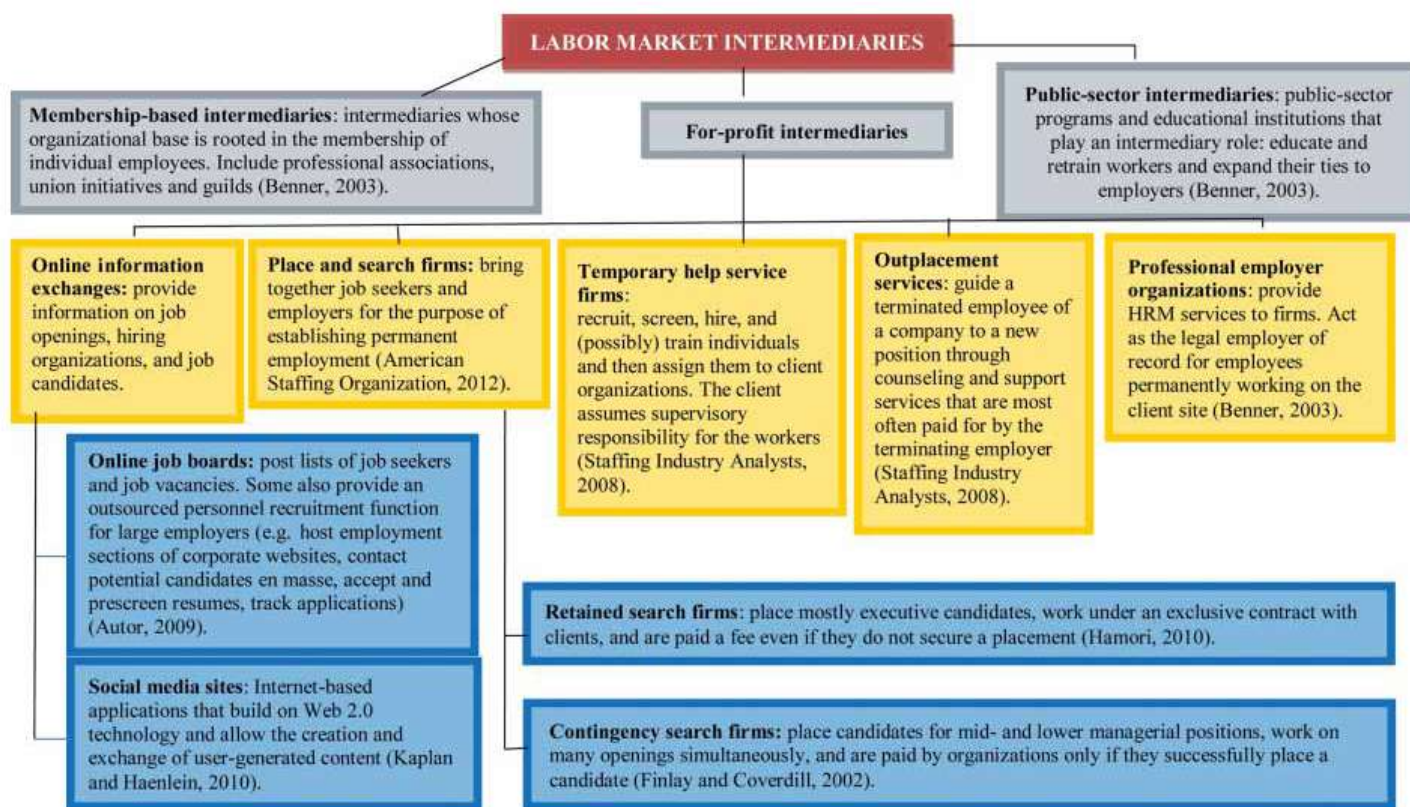 LABOR MARKET INTERMEDIARIES
Membership-based intermediaries: intermediaries whose
organizational base is rooted in the membership of
individual employees. Include professional associations,
union initiatives and guilds (Benner, 2003).
For-profit intermediaries
Public-sector intermediaries: public-sector
programs and educational institutions that
play an intermediary role: educate and
retrain workers and expand their ties to
employers (Benner, 2003).
Online information
exchanges: provide
information on job
openings, hiring
organizations, and job
candidates.
Place and search firms: bring
together job seekers and
employers for the purpose of
establishing permanent
employment (American
Staffing Organization, 2012).
Temporary help service
firms:
recruit, screen, hire, and
(possibly) train individuals
and then assign them to client
organizations. The client
assumes supervisory
responsibility for the workers
(Staffing Industry Analysts,
2008).
Outplacement
services: guide a
terminated employee of
a company to a new
position through
counseling and support
services that are most
often paid for by the
terminating employer
(Staffing Industry
Analysts, 2008).
Professional employer
organizations: provide
HRM services to firms. Act
as the legal employer of
record for employees
permanently working on the
client site (Benner, 2003).
Online job boards: post lists of job seekers
and job vacancies. Some also provide an
outsourced personnel recruitment function
for large employers (e.g. host employment
sections of corporate websites, contact
potential candidates en masse, accept and
prescreen resumes, track applications)
(Autor, 2009).
Social media sites: Internet-based
applications that build on Web 2.0
technology and allow the creation and
exchange of user-generated content (Kaplan
and Haenlein, 2010).
Retained search firms: place mostly executive candidates, work under an exclusive contract with
clients, and are paid a fee even if they do not secure a placement (Hamori, 2010).
Contingency search firms: place candidates for mid- and lower managerial positions, work on
many openings simultaneously, and are paid by organizations only if they successfully place a
candidate (Finlay and Coverdill, 2002).